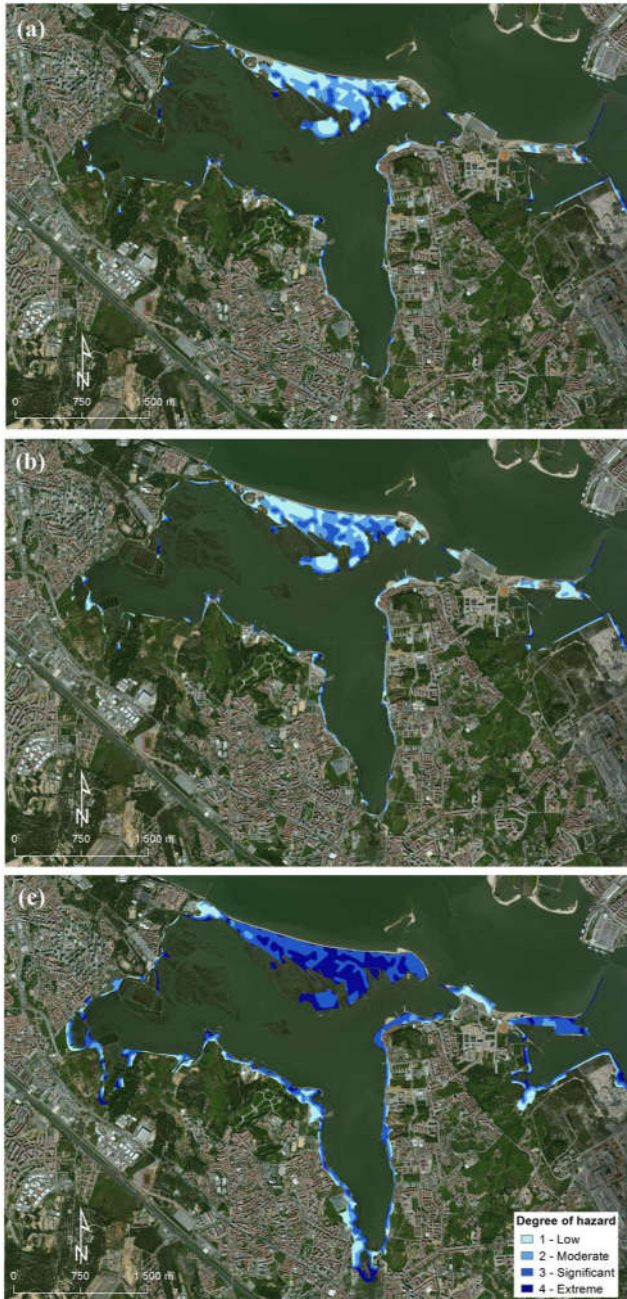 (a)
N
0 750 1 500 m
(b)
N
0 750 1 500 m
(e)
N
0 750 1 500 m
Degree of hazard
1 - Low
2 - Moderate
3 - Significant
4 - Extreme